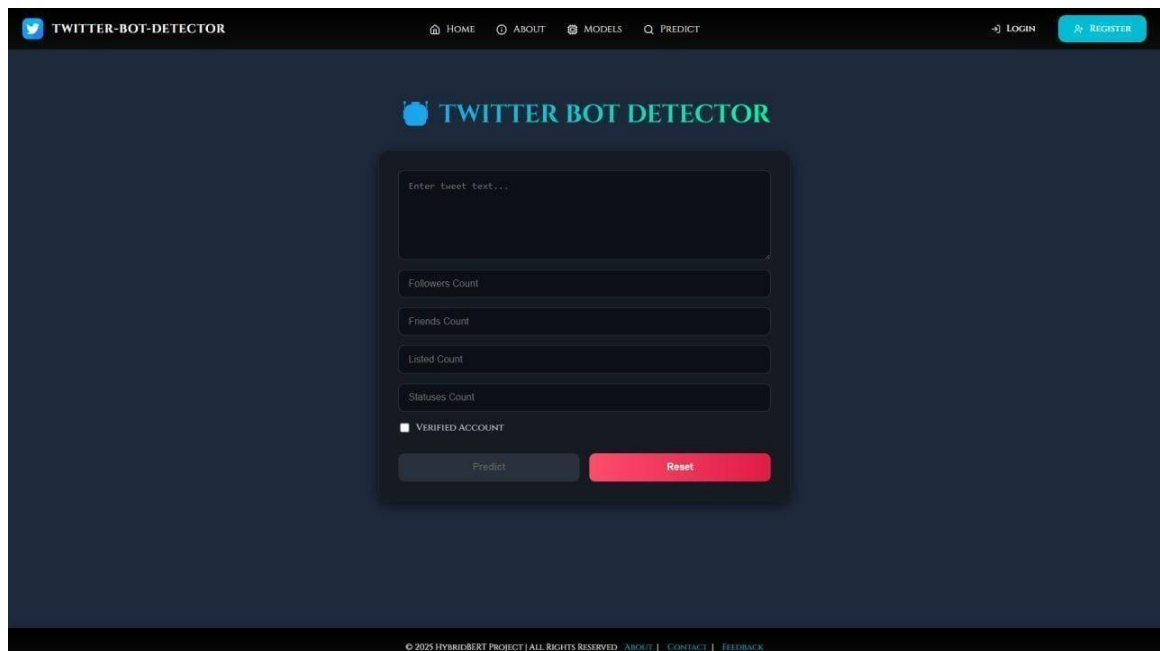 TWITTER-BOT-DETECTOR
HOME ABOUT MODELS PREDICT
LOGIN REGISTER
TWITTER BOT DETECTOR
Enter tweet text...
Followers Count
Friends Count
Listed Count
Statuses Count
VERIFIED ACCOUNT
Predict Reset
© 2025 HYBRIDBERT PROJECT | ALL RIGHTS RESERVED ABOUT | CONTACT | FEEDBACK